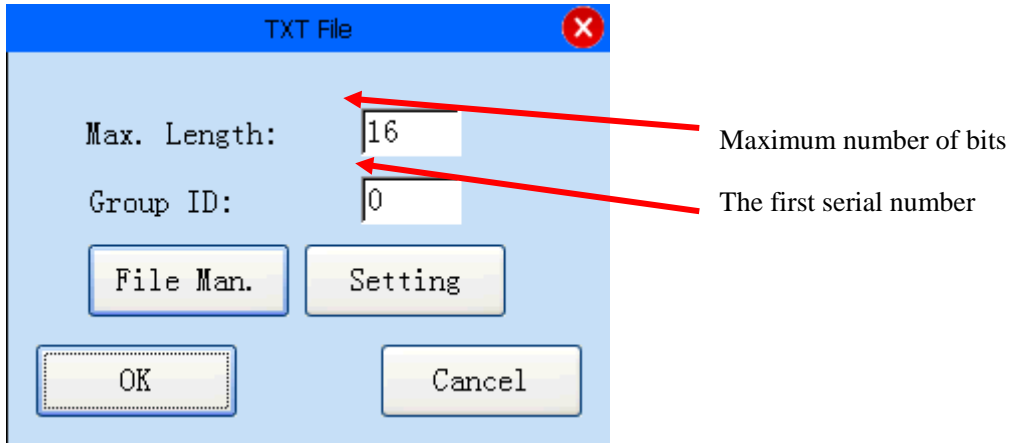 TXT File
Max. Length: 16
Maximum number of bits
Group ID: 0
The first serial number
File Man. Setting
OK Cancel